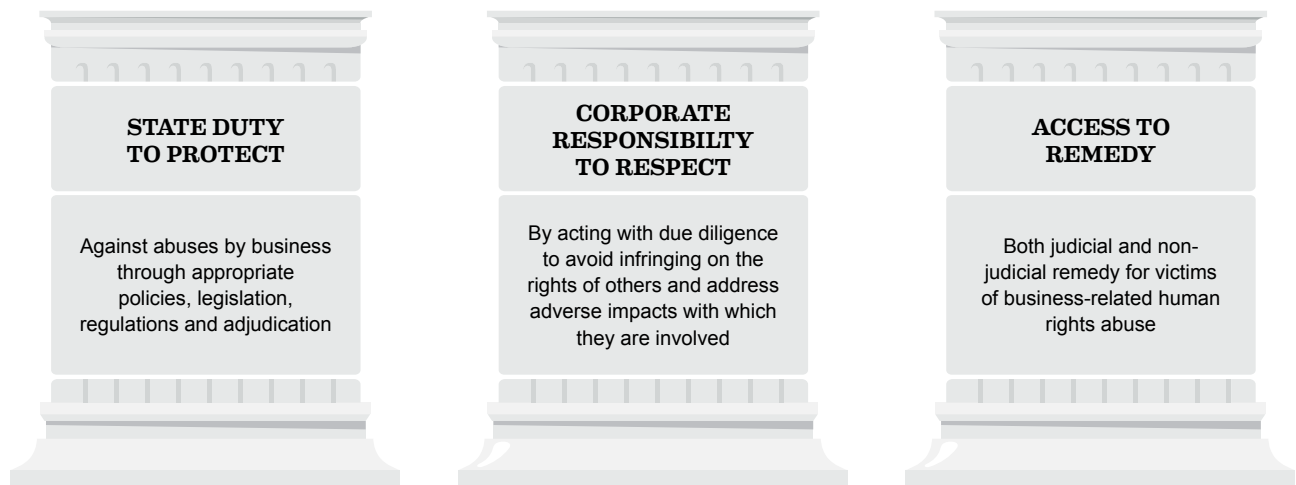 STATE DUTY
TO PROTECT
Against abuses by business
through appropriate
policies, legislation,
regulations and adjudication
CORPORATE
RESPONSIBILTY
TO RESPECT
By acting with due diligence
to avoid infringing on the
rights of others and address
adverse impacts with which
they are involved
ACCESS TO
REMEDY
Both judicial and non-
judicial remedy for victims
of business-related human
rights abuse